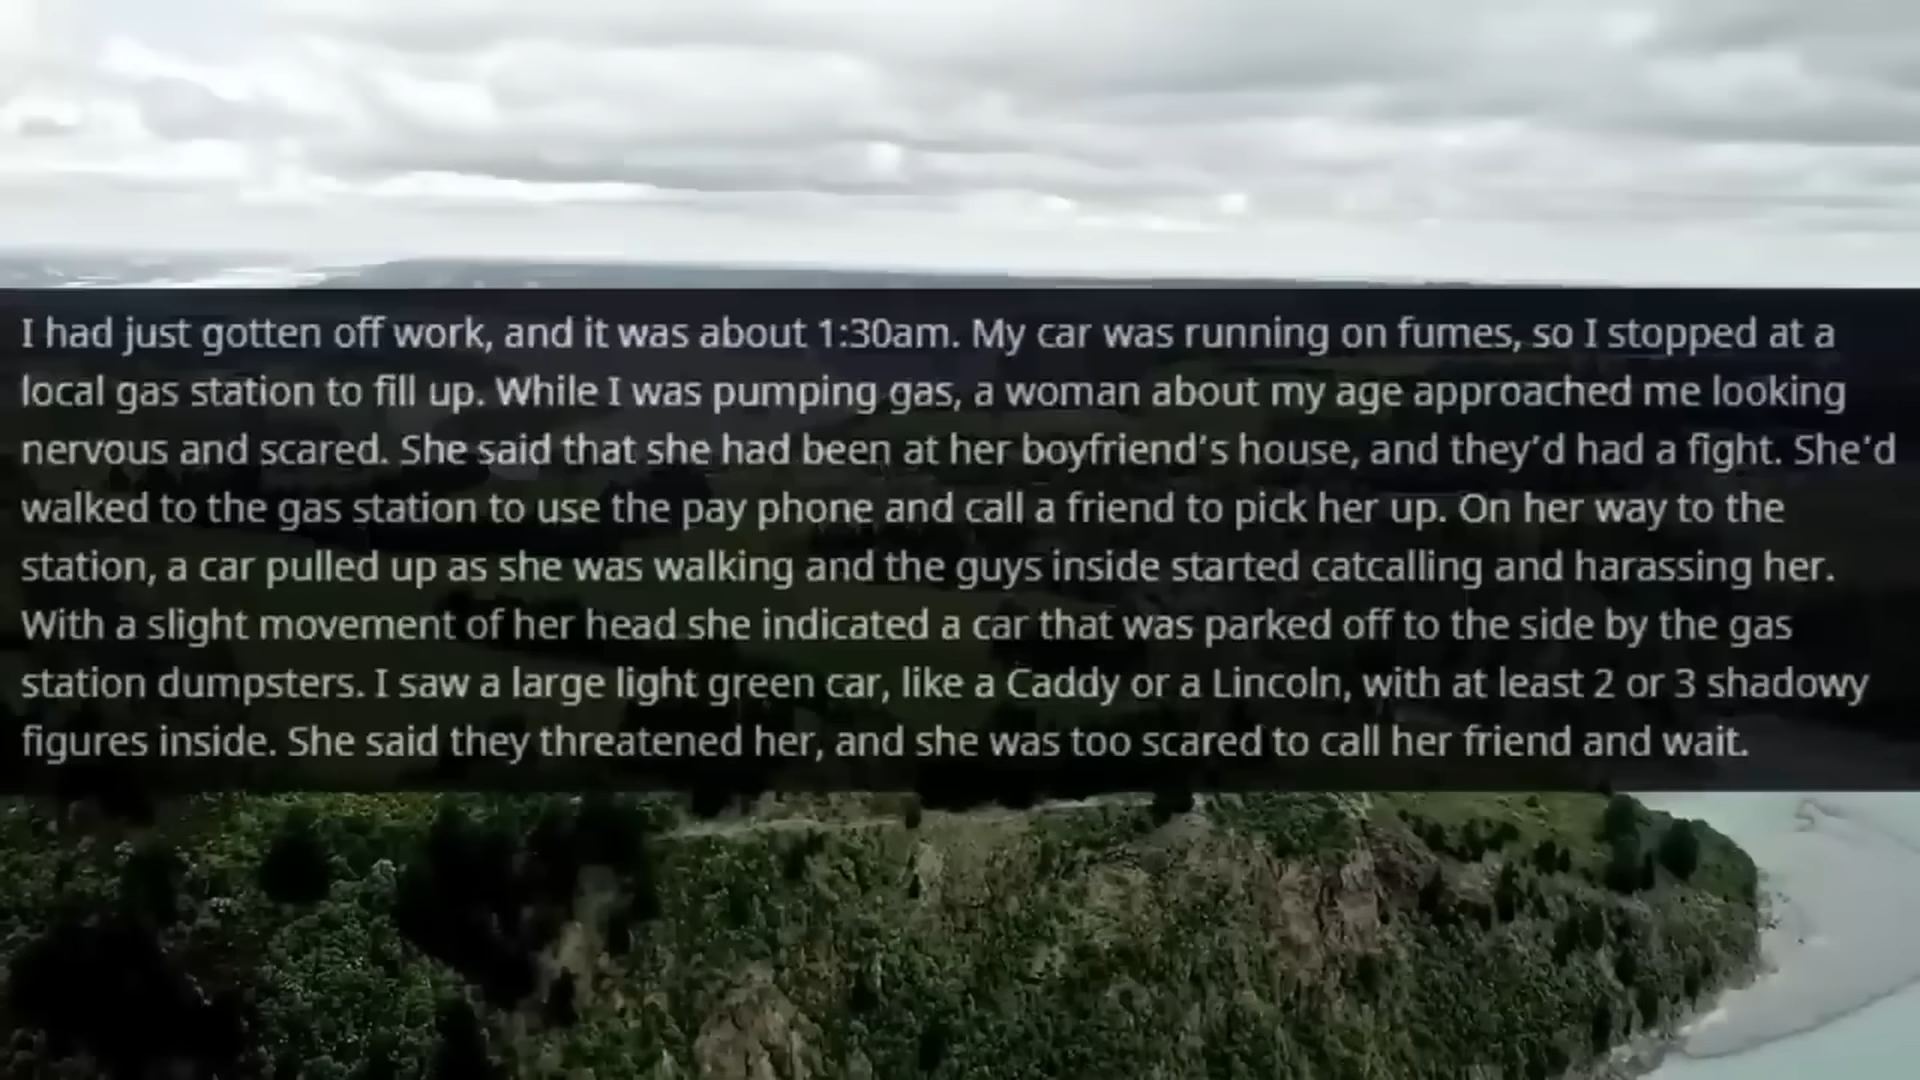 I had just gotten off work, and it was about 1:30am. My car was running on fumes, so I stopped at a
local gas station to fill up. While I was pumping gas, a woman about my age approached me looking
nervous and scared. She said that she had been at her boyfriend's house, and they'd had a fight. She'd
walked to the gas station to use the pay phone and call a friend to pick her up. On her way to the
station, a car pulled up as she was walking and the guys inside started catcalling and harassing her.
With a slight movement of her head she indicated a car that was parked off to the side by the gas
station dumpsters. I saw a large light green car, like a Caddy or a Lincoln, with at least 2 or 3 shadowy
figures inside. She said they threatened her, and she was too scared to call her friend and wait.